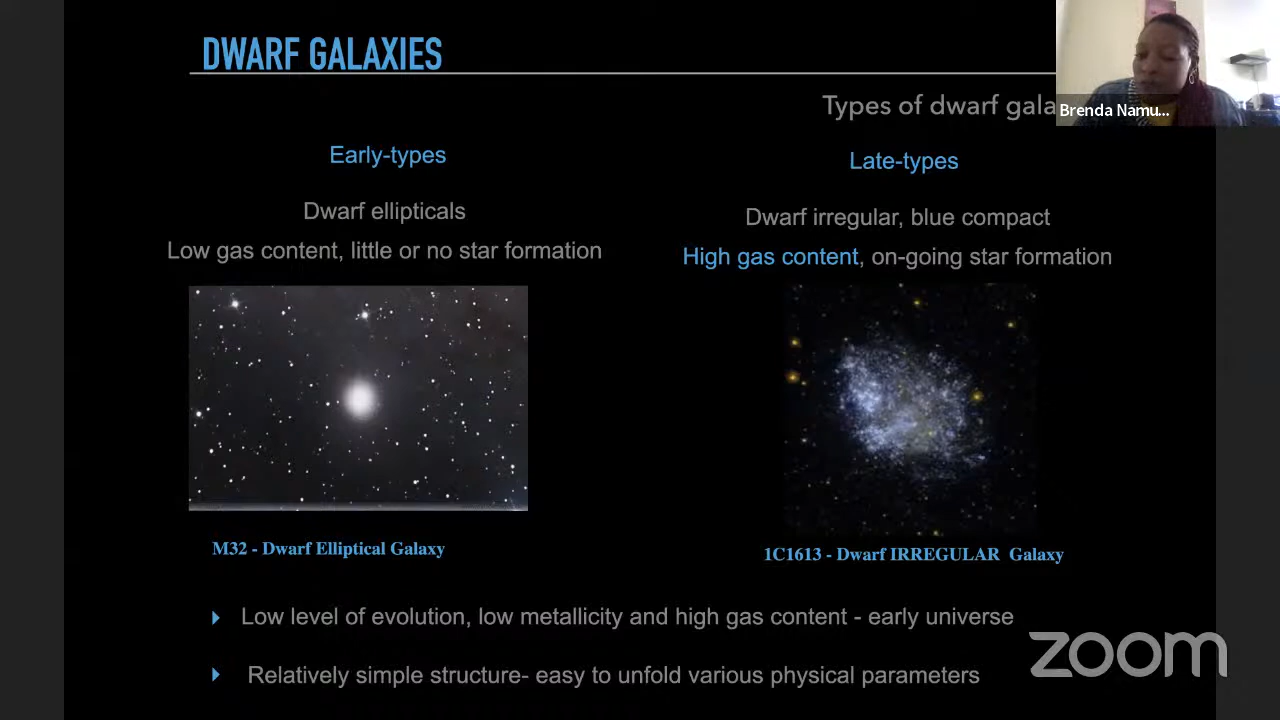 DWARF GALAXIES
Types of dwarf gala
Brenda Namu...
Early-types
Dwarf ellipticals
Low gas content, little or no star formation
M32 - Dwarf Elliptical Galaxy
Late-types
Dwarf irregular, blue compact
High gas content, on-going star formation
1C1613 - Dwarf IRREGULAR Galaxy
Low level of evolution, low metallicity and high gas content - early universe
Relatively simple structure- easy to unfold various physical parameters
zoom